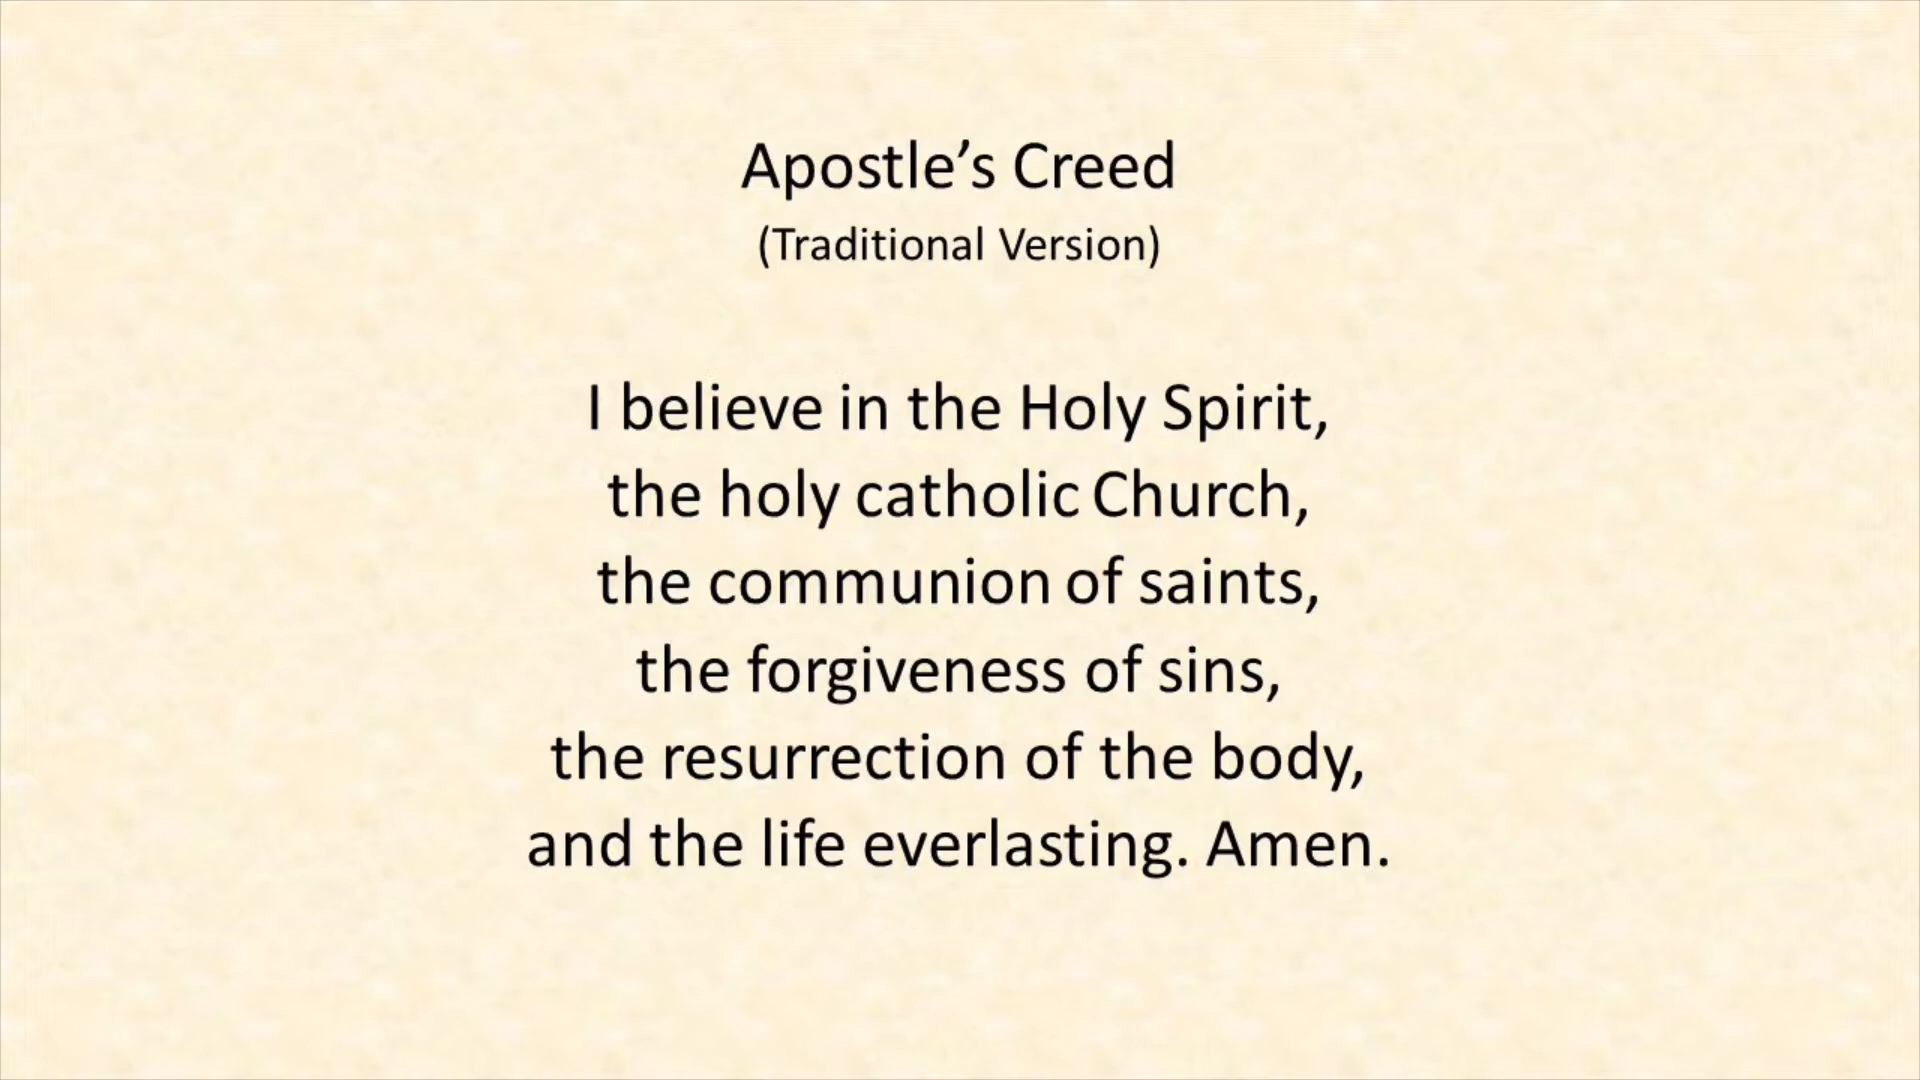 Apostle’s Creed
(Traditional Version)
I believe in the Holy Spirit,
the holy catholic Church,
the communion of saints,
the forgiveness of sins,
the resurrection of the body,
and the life everlasting. Amen.